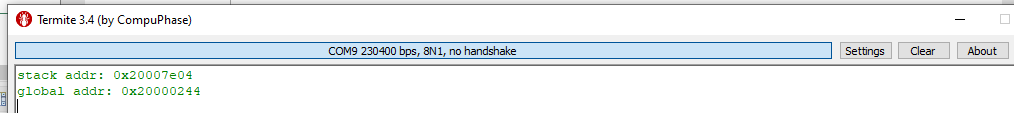 Termite 3.4 (by CompuPhase)
COM9 230400 bps, 8N1, no handshake
Settings
Clear
About
stack addr: 0x20007e04
global addr: 0x20000244